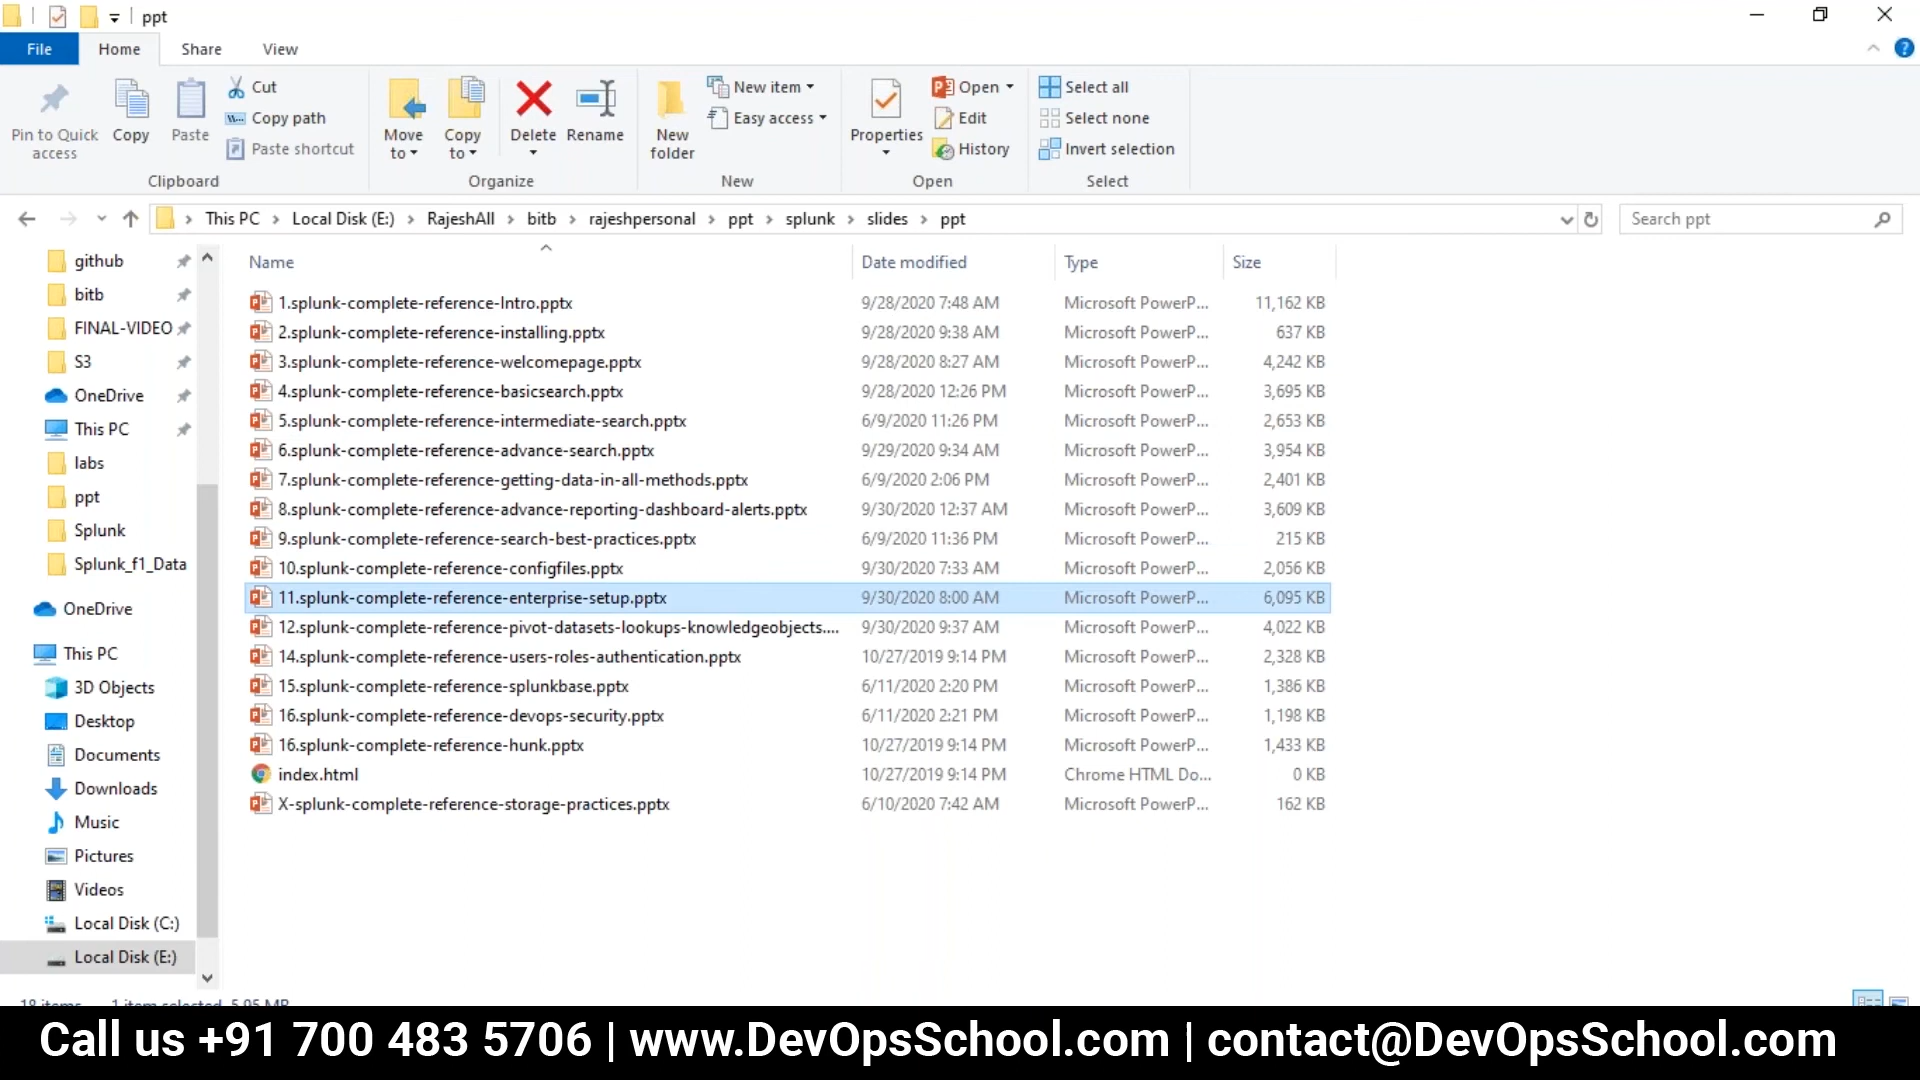 ppt
File Home Share View
Pin to Quick access
Copy
Paste
Cut
Copy path
Paste shortcut
Clipboard
Move to
Copy to
Delete
Rename
Organize
New folder
New item
Easy access
New
Properties
Open
Edit
History
Open
Select all
Select none
Invert selection
Select
This PC > Local Disk (E:) > RajeshAll > bitb > rajeshpersonal > ppt > splunk > slides > ppt
Search ppt
github
bitb
FINAL-VIDEO
S3
OneDrive
This PC
labs
ppt
Splunk
Splunk_f1_Data
OneDrive
This PC
3D Objects
Desktop
Documents
Downloads
Music
Pictures
Videos
Local Disk (C:)
Local Disk (E:)
Name Date modified Type Size
1.splunk-complete-reference-Intro.pptx 9/28/2020 7:48 AM Microsoft PowerP... 11,162 KB
2.splunk-complete-reference-installing.pptx 9/28/2020 9:38 AM Microsoft PowerP... 637 KB
3.splunk-complete-reference-welcomepage.pptx 9/28/2020 8:27 AM Microsoft PowerP... 4,242 KB
4.splunk-complete-reference-basicsearch.pptx 9/28/2020 12:26 PM Microsoft PowerP... 3,695 KB
5.splunk-complete-reference-intermediate-search.pptx 6/9/2020 11:26 PM Microsoft PowerP... 2,653 KB
6.splunk-complete-reference-advance-search.pptx 9/29/2020 9:34 AM Microsoft PowerP... 3,954 KB
7.splunk-complete-reference-getting-data-in-all-methods.pptx 6/9/2020 2:06 PM Microsoft PowerP... 2,401 KB
8.splunk-complete-reference-advance-reporting-dashboard-alerts.pptx 9/30/2020 12:37 AM Microsoft PowerP... 3,609 KB
9.splunk-complete-reference-search-best-practices.pptx 6/9/2020 11:36 PM Microsoft PowerP... 215 KB
10.splunk-complete-reference-configfiles.pptx 9/30/2020 7:33 AM Microsoft PowerP... 2,056 KB
11.splunk-complete-reference-enterprise-setup.pptx 9/30/2020 8:00 AM Microsoft PowerP... 6,095 KB
12.splunk-complete-reference-pivot-datasets-lookups-knowledgeobjects.... 9/30/2020 9:37 AM Microsoft PowerP... 4,022 KB
14.splunk-complete-reference-users-roles-authentication.pptx 10/27/2019 9:14 PM Microsoft PowerP... 2,328 KB
15.splunk-complete-reference-splunkbase.pptx 6/11/2020 2:20 PM Microsoft PowerP... 1,386 KB
16.splunk-complete-reference-devops-security.pptx 6/11/2020 2:21 PM Microsoft PowerP... 1,198 KB
16.splunk-complete-reference-hunk.pptx 10/27/2019 9:14 PM Microsoft PowerP... 1,433 KB
index.html 10/27/2019 9:14 PM Chrome HTML Do... 0 KB
X-splunk-complete-reference-storage-practices.pptx 6/10/2020 7:42 AM Microsoft PowerP... 162 KB
18 items 1 item selected 5.95 MB
Call us +91 700 483 5706 | www.DevOpsSchool.com | contact@DevOpsSchool.com